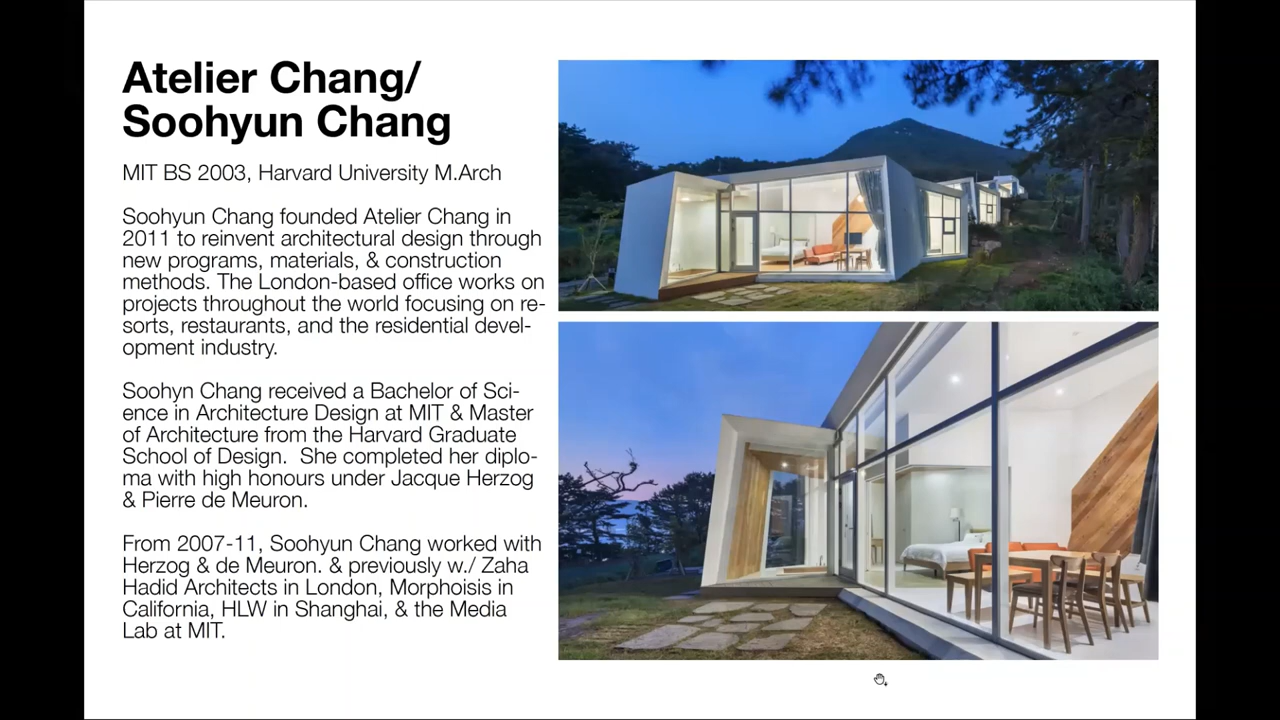 Atelier Chang/
Soohyun Chang
MIT BS 2003, Harvard University M.Arch
Soohyun Chang founded Atelier Chang in
2011 to reinvent architectural design through
new programs, materials, & construction
methods. The London-based office works on
projects throughout the world focusing on re-
sorts, restaurants, and the residential devel-
opment industry.
Soohyn Chang received a Bachelor of Sci-
ence in Architecture Design at MIT & Master
of Architecture from the Harvard Graduate
School of Design.  She completed her diplo-
ma with high honours under Jacque Herzog
& Pierre de Meuron.
From 2007-11, Soohyun Chang worked with
Herzog & de Meuron. & previously w./ Zaha
Hadid Architects in London, Morphoisis in
California, HLW in Shanghai, & the Media
Lab at MIT.